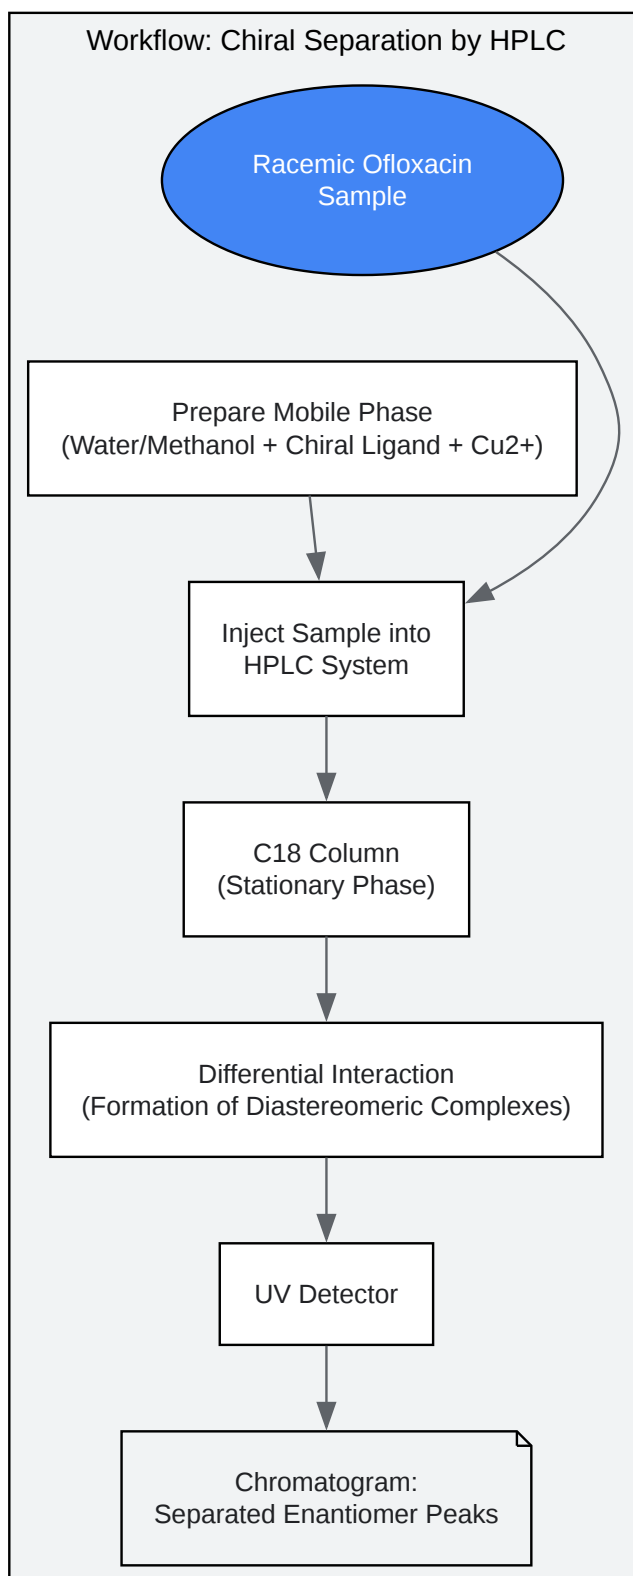 Workflow: Chiral Separation by HPLC
Racemic Ofloxacin
Sample
Prepare Mobile Phase
(Water/Methanol + Chiral Ligand + Cu2+)
Inject Sample into
HPLC System
C18 Column
(Stationary Phase)
Differential Interaction
(Formation of Diastereomeric Complexes)
UV Detector
Chromatogram:
Separated Enantiomer Peaks